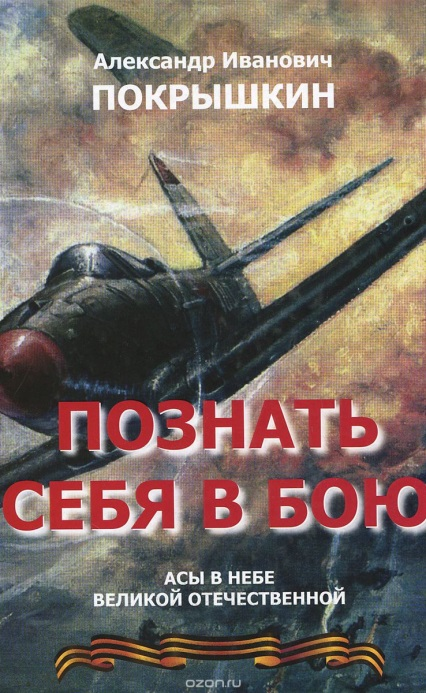 Александр Иванович
ПОКРЫШКИН
ПОЗНАТЬ
СЕБЯ В БОЮ
АСЫ В НЕБЕ
ВЕЛИКОЙ ОТЕЧЕСТВЕННОЙ
ozon.ru